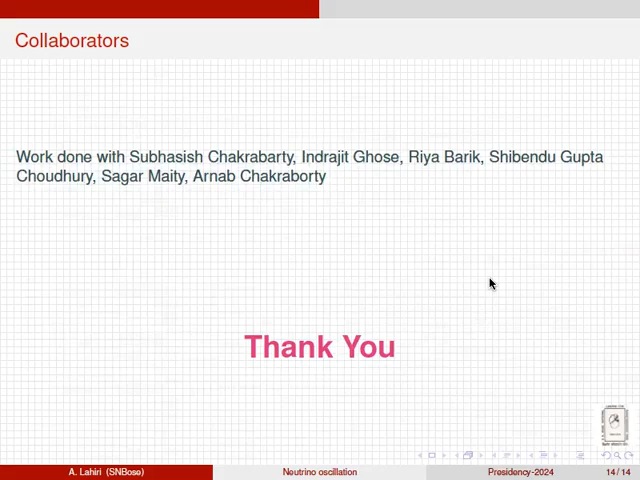 Collaborators
Work done with Subhasish Chakrabarty, Indrajit Ghose, Riya Barik, Shibendu Gupta
Choudhury, Sagar Maity, Arnab Chakraborty
Thank You
A. Lahiri (SNBose)
Neutrino oscillation
Presidency-2024
14/14